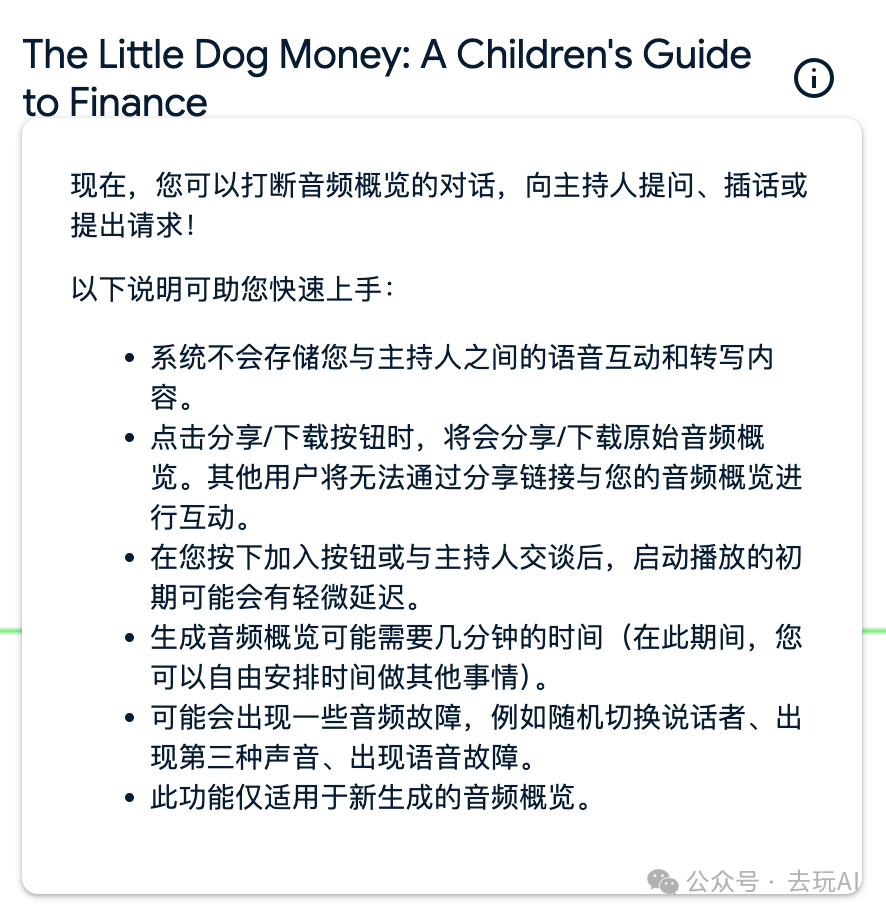 The Little Dog Money: A Children's Guide
to Finance
现在，您可以打断音频概览的对话，向主持人提问、插话或
提出请求！
以下说明可助您快速上手：
• 系统不会存储您与主持人之间的语音互动和转写内
容。
• 点击分享/下载按钮时，将会分享/下载原始音频概
览。其他用户将无法通过分享链接与您的音频概览进
行互动。
• 在您按下加入按钮或与主持人交谈后，启动播放的初
期可能会有轻微延迟。
• 生成音频概览可能需要几分钟的时间（在此期间，您
可以自由安排时间做其他事情）。
• 可能会出现一些音频故障，例如随机切换说话者、出
现第三种声音、出现语音故障。
• 此功能仅适用于新生成的音频概览。
公众号 · 去玩AI